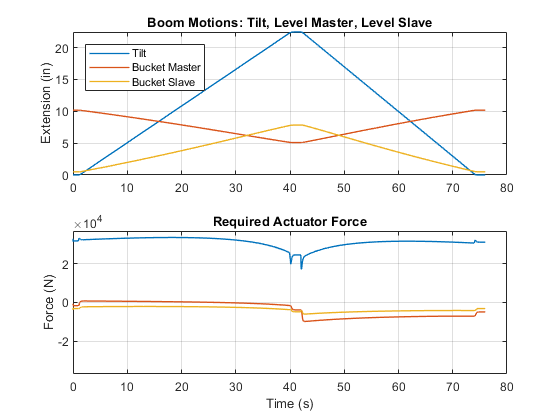 Boom Motions: Tilt, Level Master, Level Slave
Extension (in)
20
15
10
5
0
Tilt
Bucket Master
Bucket Slave
0 10 20 30 40 50 60 70 80
Required Actuator Force
×10^4
Force (N)
2
0
-2
0 10 20 30 40 50 60 70 80
Time (s)